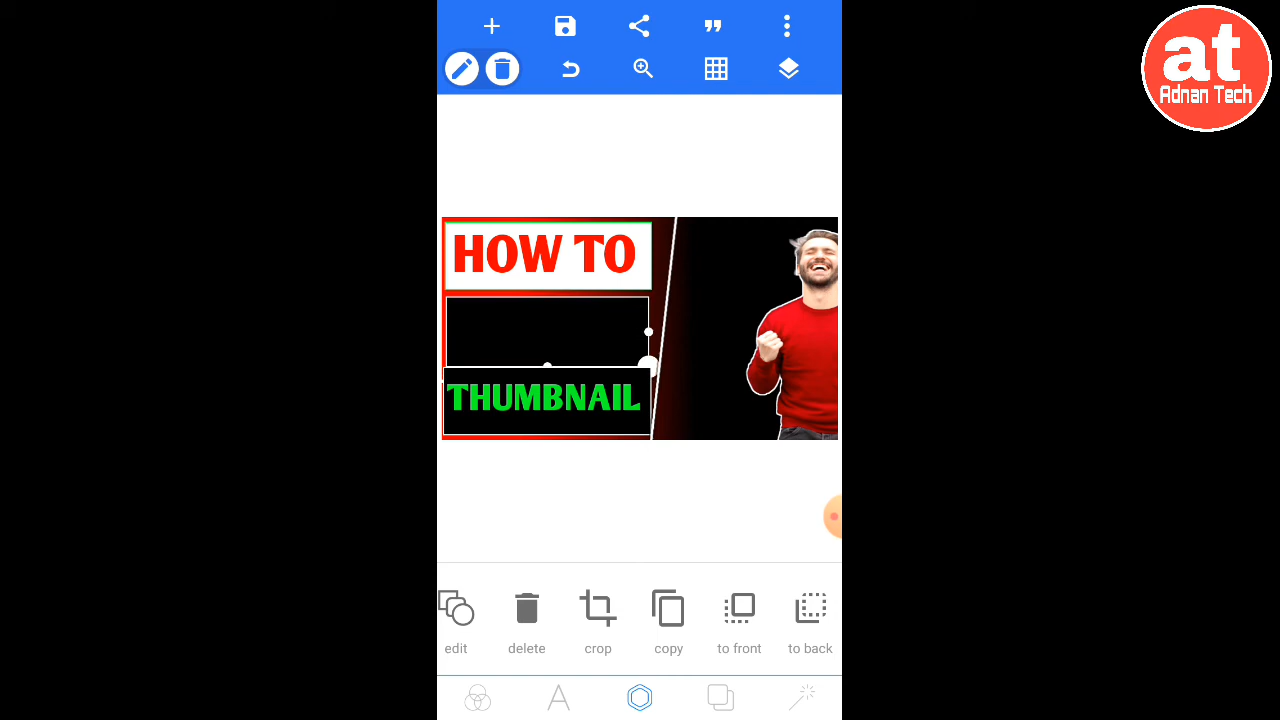 at
Adnan Tech
HOW TO
THUMBNAIL
edit
delete
crop
copy
to front
to back